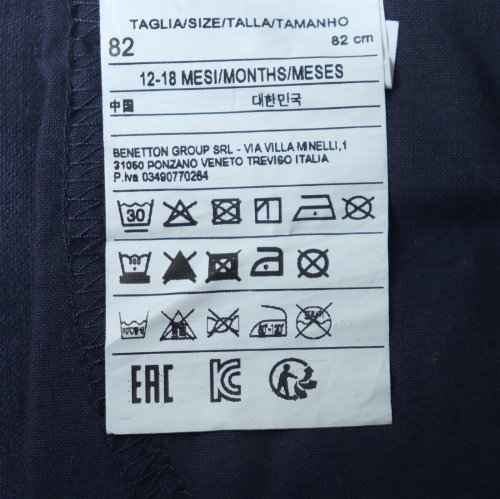 TAGLIA/SIZE/TALLA/TAMANHO
82 82 cm
12-18 MESI/MONTHS/MESES
中国 대한민국
BENETTON GROUP SRL - VIA VILLA MINELLI,1
31050 PONZANO VENETO TREVISO ITALIA
P.Iva 03490770264
30
EAC KC